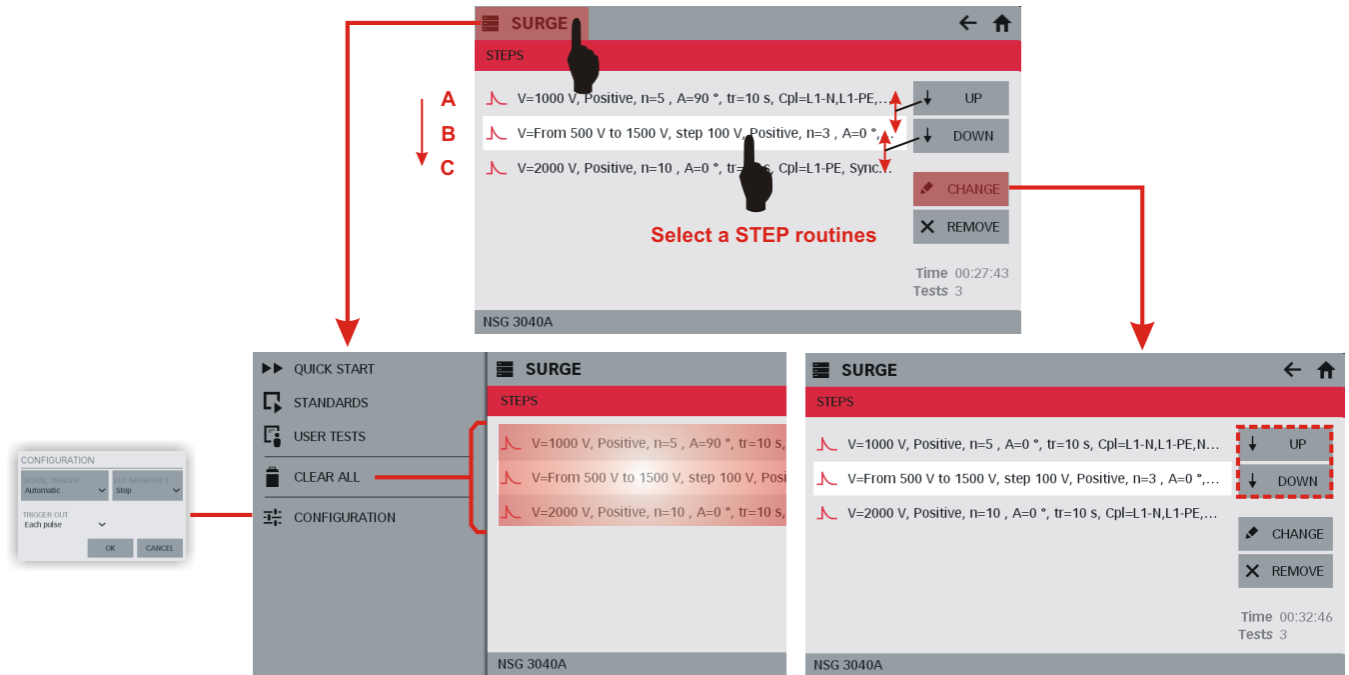 SURGE
STEPS
A V=1000 V, Positive, n=5 , A=90 °, tr=10 s, Cpl=L1-N,L1-PE,...
B V=From 500 V to 1500 V, step 100 V, Positive, n=3 , A=0 °,...
C V=2000 V, Positive, n=10 , A=0 °, tr= s, Cpl=L1-PE, Sync...
UP
DOWN
CHANGE
REMOVE
Select a STEP routines
Time 00:27:43
Tests 3
NSG 3040A
QUICK START
STANDARDS
USER TESTS
CLEAR ALL
CONFIGURATION
SURGE
STEPS
V=1000 V, Positive, n=5 , A=90 °, tr=10 s,
V=From 500 V to 1500 V, step 100 V, Posi
V=2000 V, Positive, n=10 , A=0 °, tr=10 s,
NSG 3040A
CONFIGURATION
SIGNAL TRIGGER
Automatic
EUT MONITOR 1
Stop
TRIGGER OUT
Each pulse
OK
CANCEL
SURGE
STEPS
V=1000 V, Positive, n=5 , A=0 °, tr=10 s, Cpl=L1-N,L1-PE,N...
V=From 500 V to 1500 V, step 100 V, Positive, n=3 , A=0 °,...
V=2000 V, Positive, n=10 , A=0 °, tr=10 s, Cpl=L1-N,L1-PE,...
UP
DOWN
CHANGE
REMOVE
Time 00:32:46
Tests 3
NSG 3040A